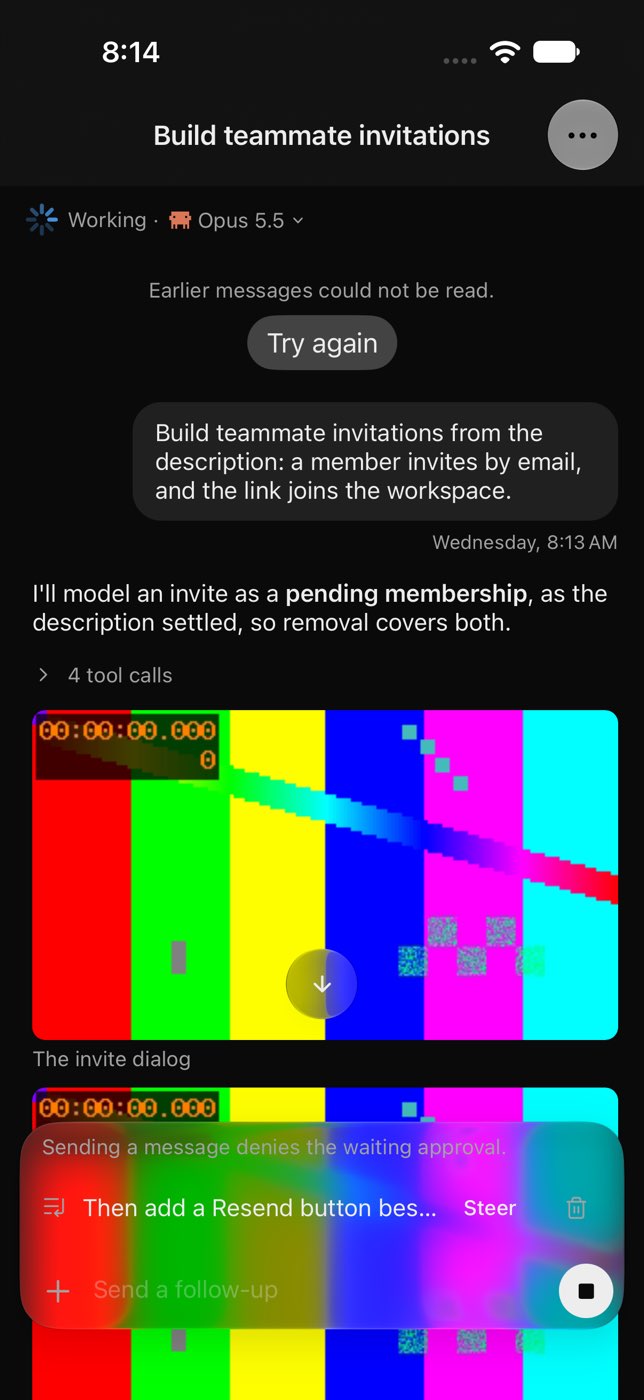 8:14
Build teammate invitations
Working · Opus 5.5
Earlier messages could not be read.
Try again
Build teammate invitations from the
description: a member invites by email,
and the link joins the workspace.
Wednesday, 8:13 AM
I'll model an invite as a pending membership, as the
description settled, so removal covers both.
4 tool calls
00:00:00.000
0
The invite dialog
00:00:00.000
Sending a message denies the waiting approval.
Then add a Resend button bes... Steer
Send a follow-up